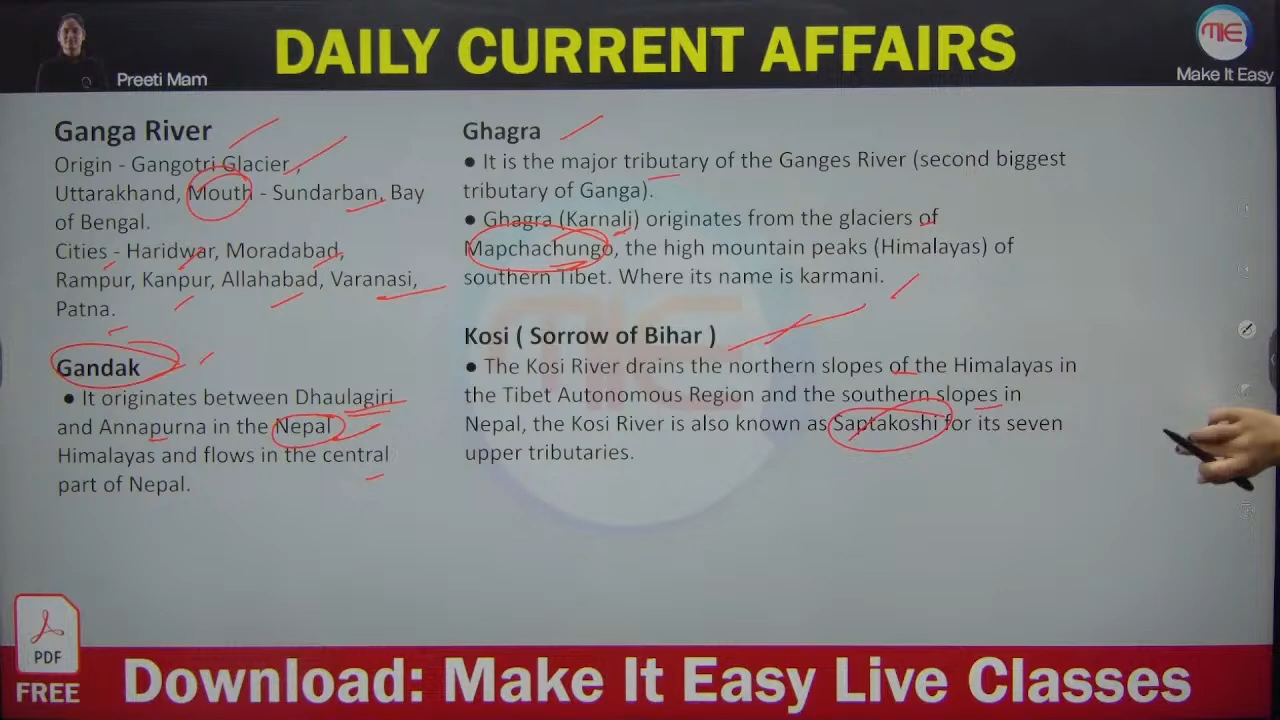 DAILY CURRENT AFFAIRS
Preeti Mam
MIE
Make It Easy
Ganga River
Origin - Gangotri Glacier,
Uttarakhand, Mouth - Sundarban, Bay
of Bengal.
Cities - Haridwar, Moradabad,
Rampur, Kanpur, Allahabad, Varanasi,
Patna.
Gandak
● It originates between Dhaulagiri
and Annapurna in the Nepal
Himalayas and flows in the central
part of Nepal.
Ghagra
● It is the major tributary of the Ganges River (second biggest
tributary of Ganga).
● Ghagra (Karnali) originates from the glaciers of
Mapchachungo, the high mountain peaks (Himalayas) of
southern Tibet. Where its name is karmani.
Kosi ( Sorrow of Bihar )
● The Kosi River drains the northern slopes of the Himalayas in
the Tibet Autonomous Region and the southern slopes in
Nepal, the Kosi River is also known as Saptakoshi for its seven
upper tributaries.
PDF
FREE
Download: Make It Easy Live Classes